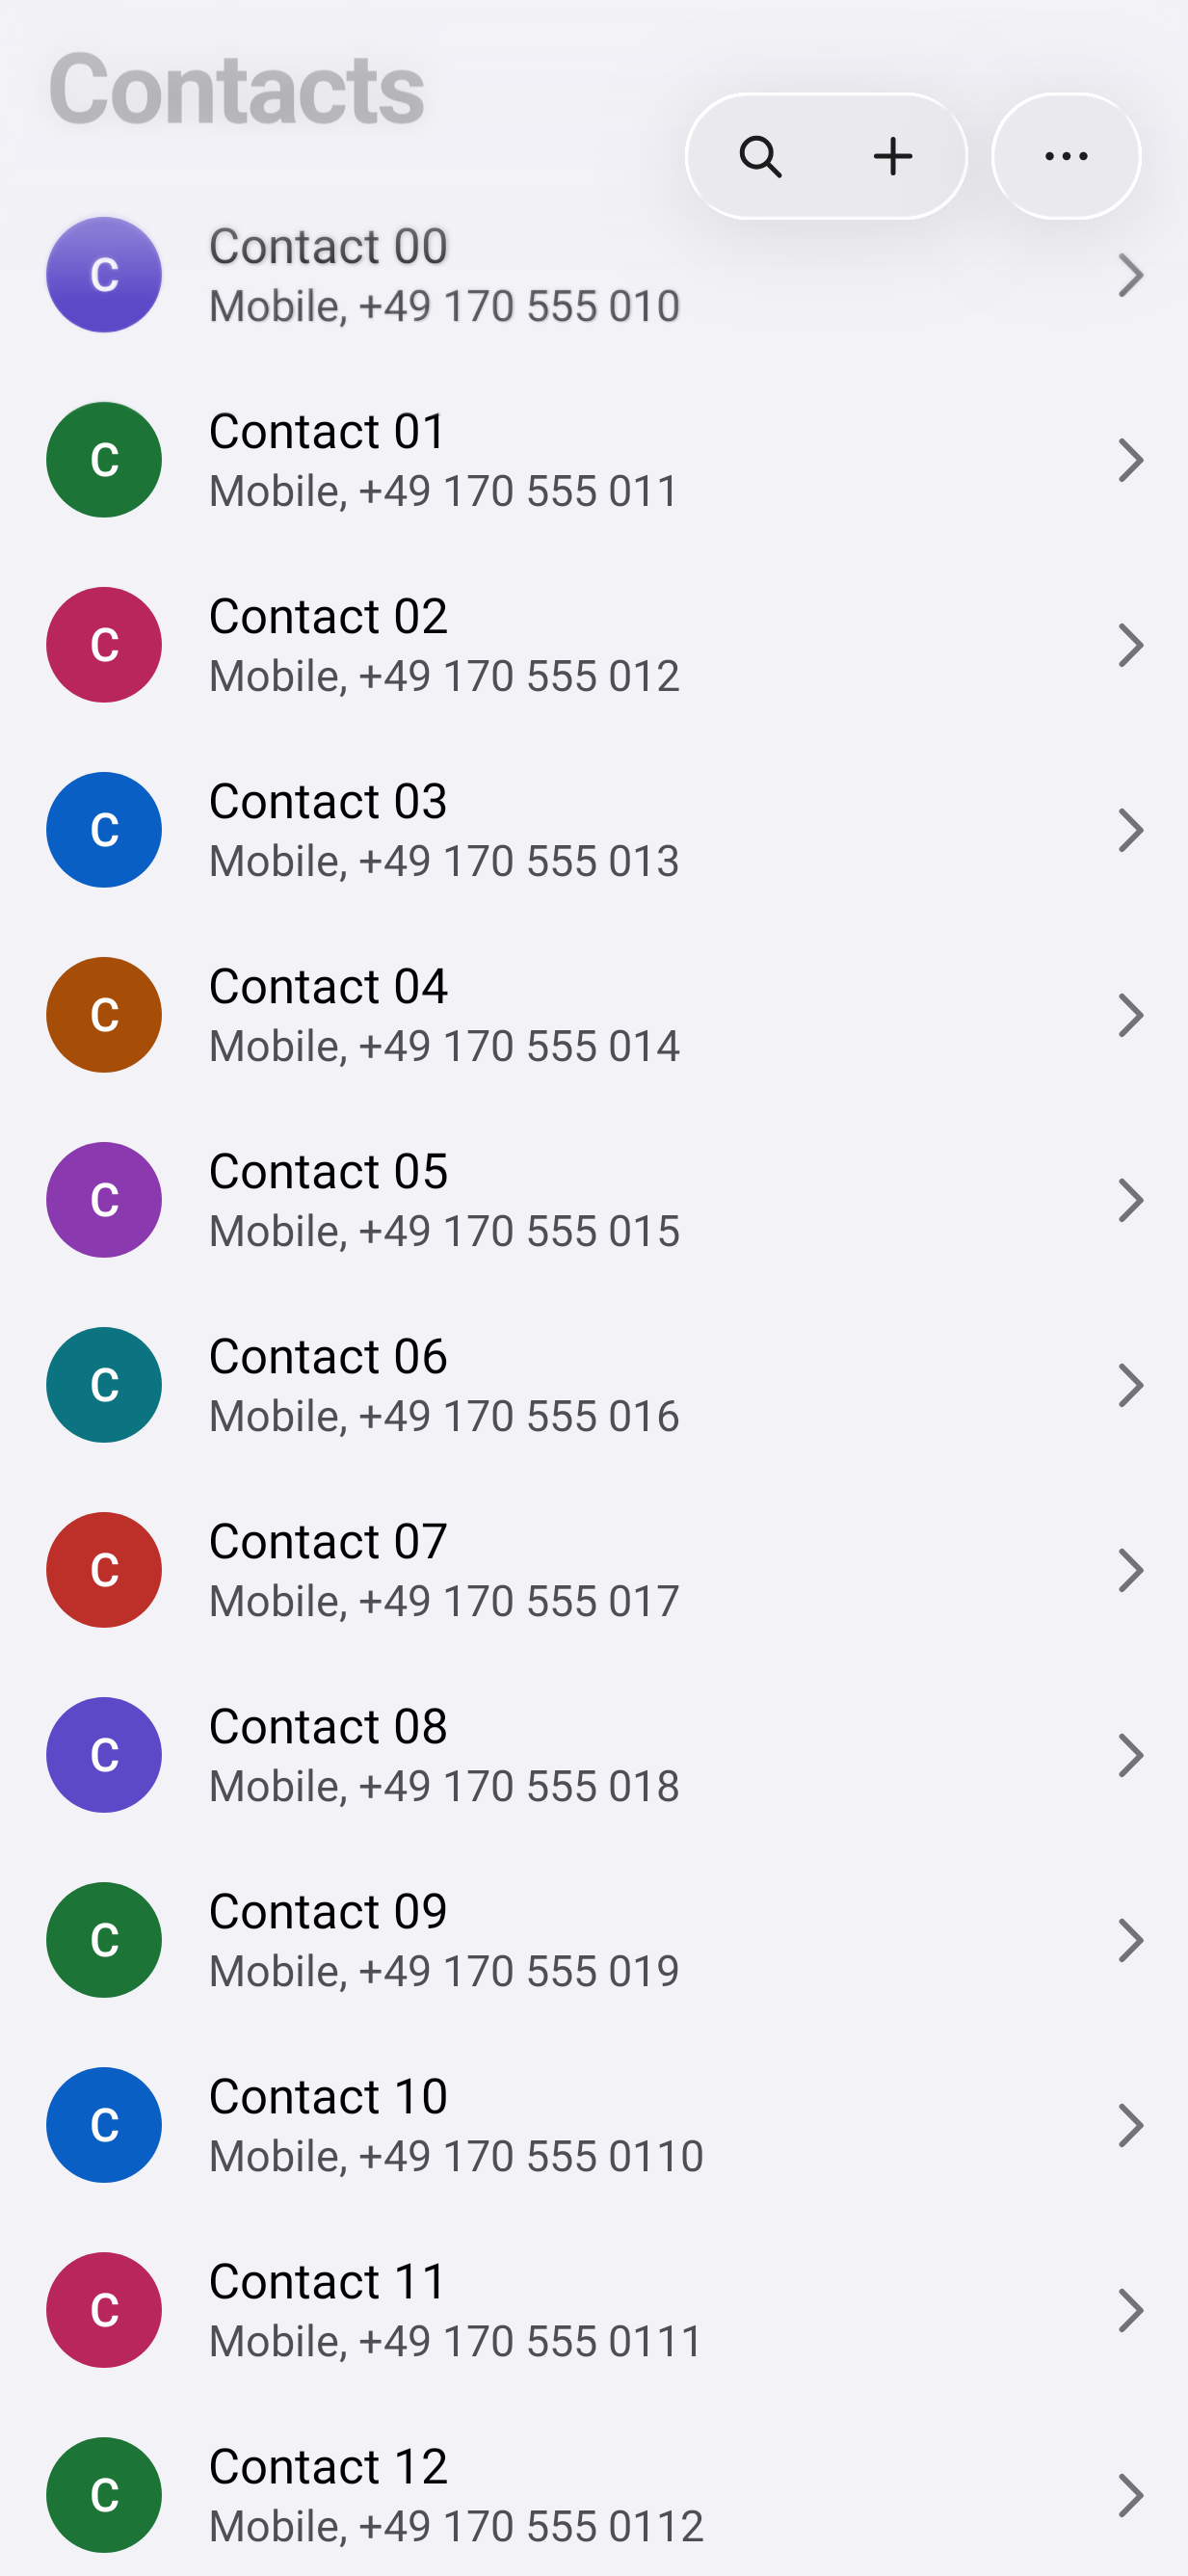 Contacts
C
Contact 00
Mobile, +49 170 555 010
C
Contact 01
Mobile, +49 170 555 011
C
Contact 02
Mobile, +49 170 555 012
C
Contact 03
Mobile, +49 170 555 013
C
Contact 04
Mobile, +49 170 555 014
C
Contact 05
Mobile, +49 170 555 015
C
Contact 06
Mobile, +49 170 555 016
C
Contact 07
Mobile, +49 170 555 017
C
Contact 08
Mobile, +49 170 555 018
C
Contact 09
Mobile, +49 170 555 019
C
Contact 10
Mobile, +49 170 555 0110
C
Contact 11
Mobile, +49 170 555 0111
C
Contact 12
Mobile, +49 170 555 0112